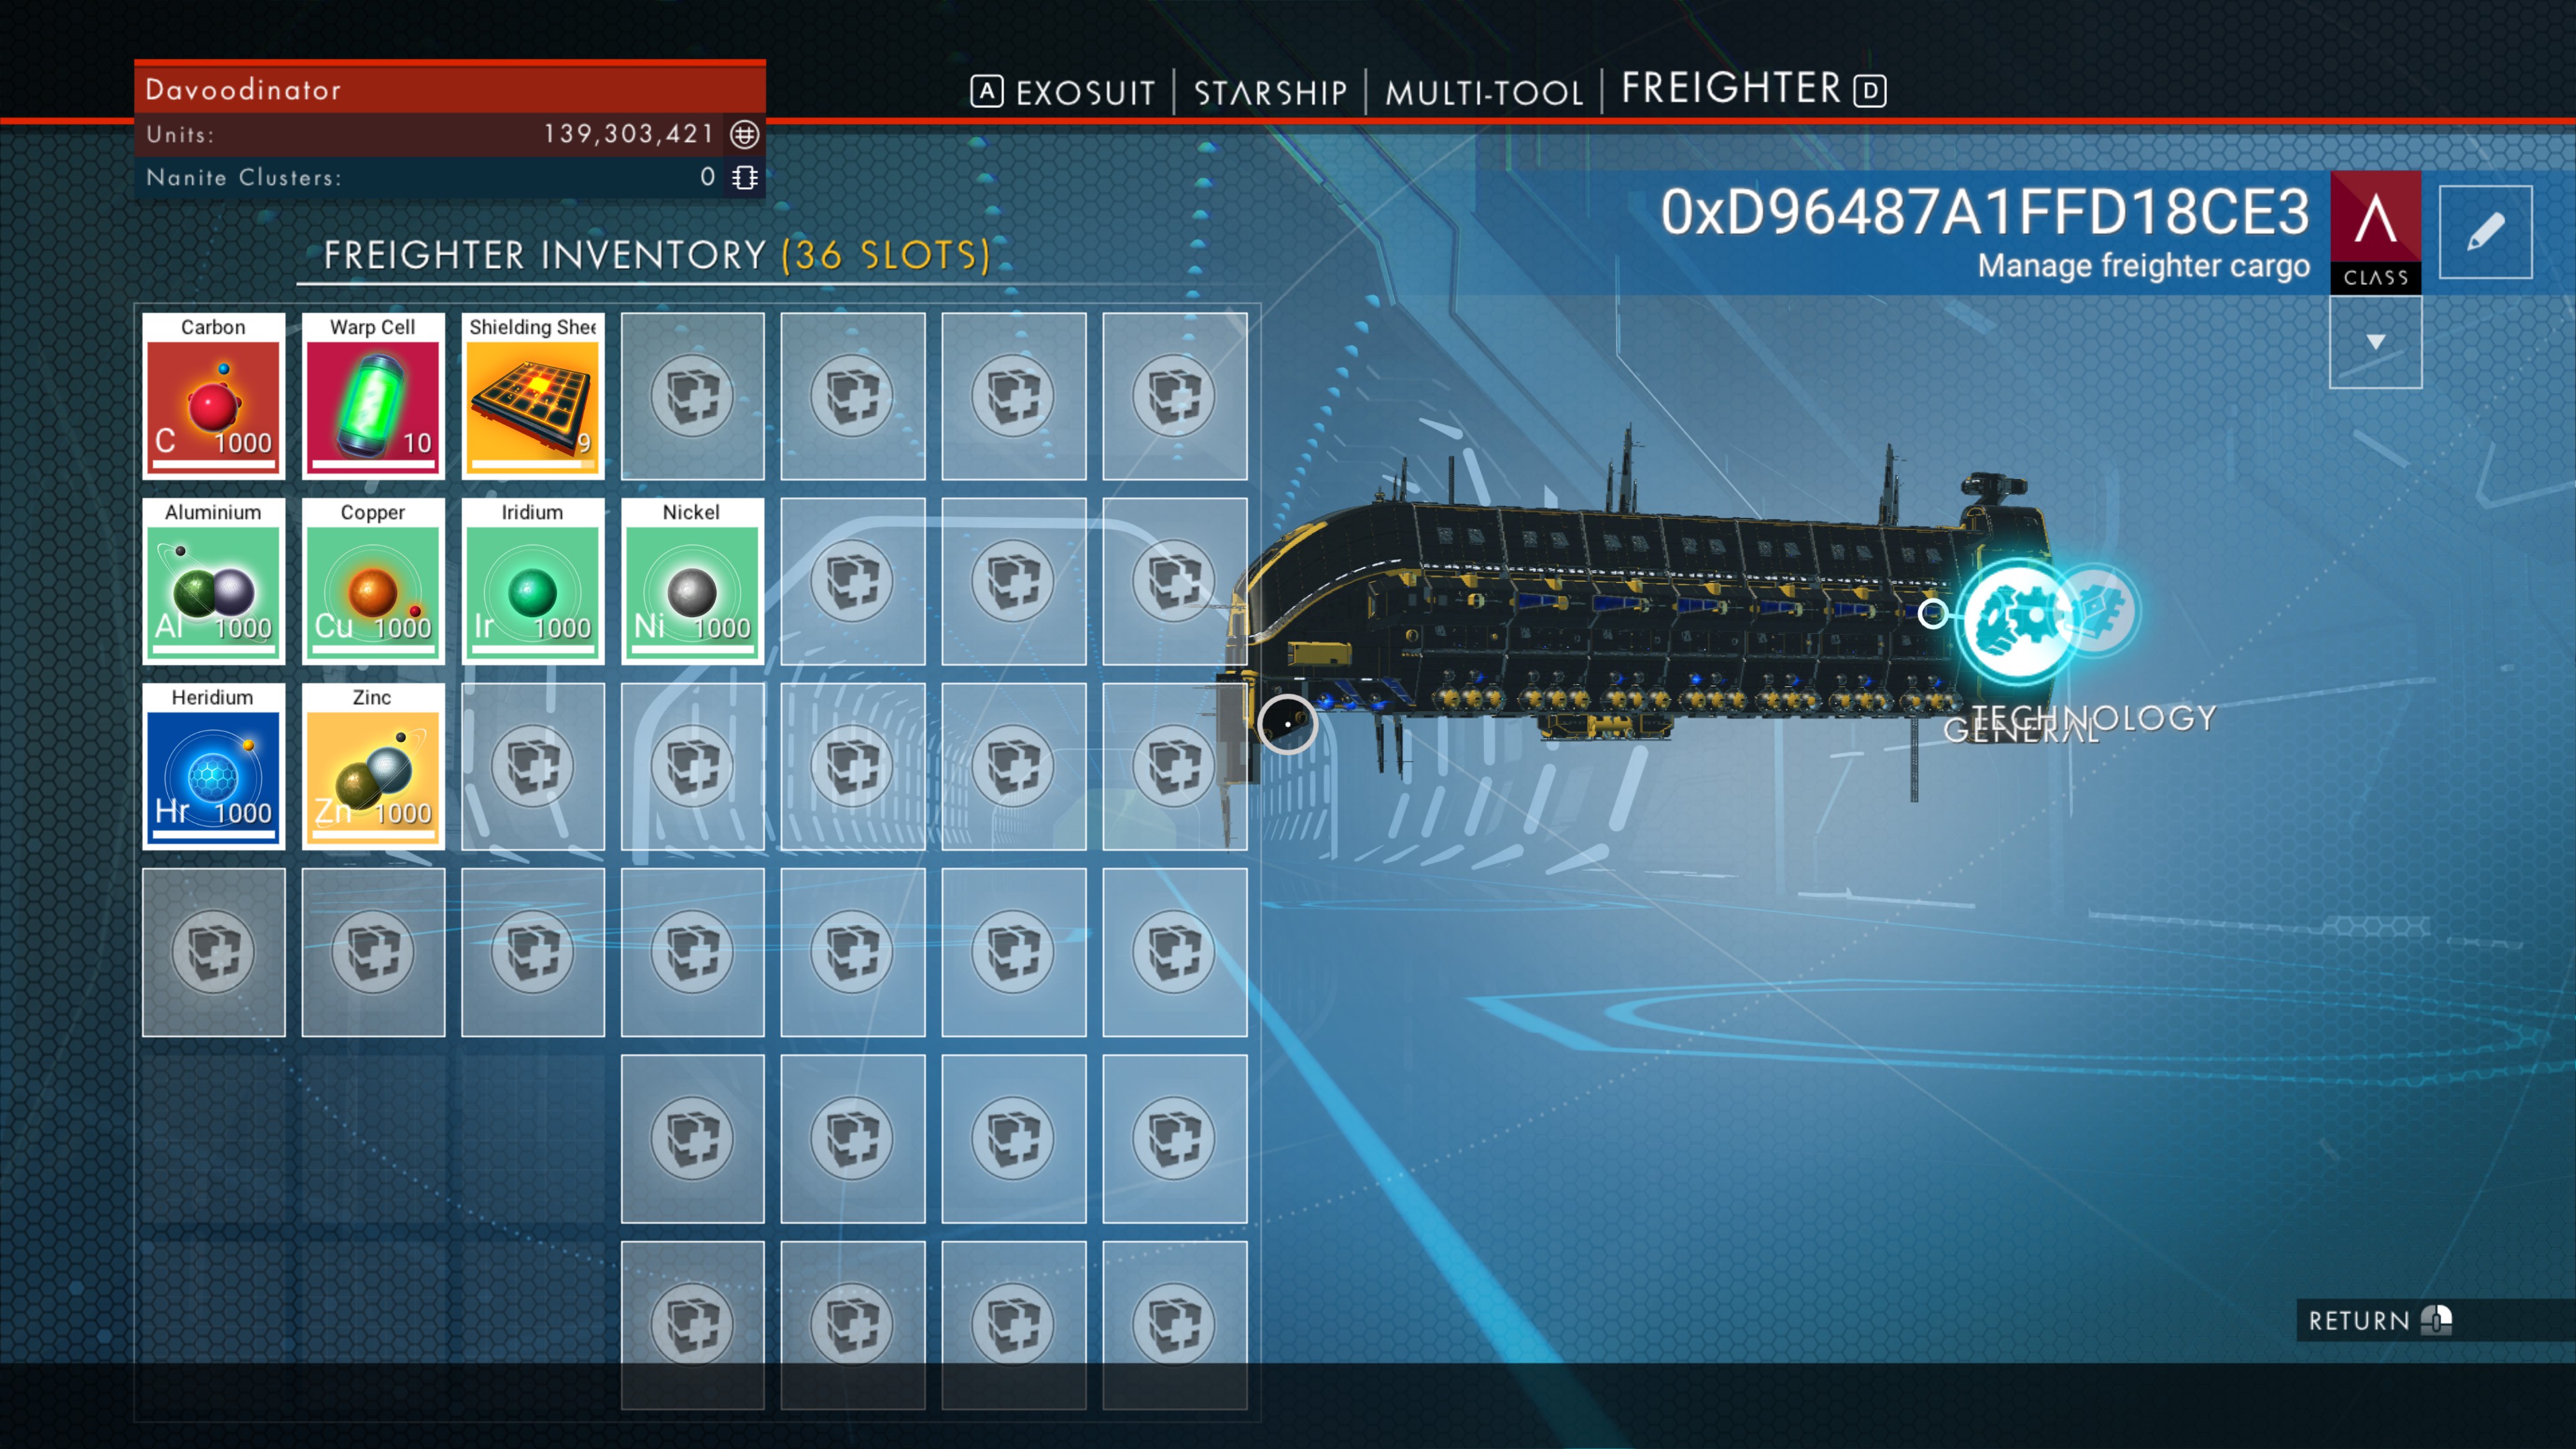 Davoodinator
Units: 139,303,421
Nanite Clusters: 0
A EXOSUIT STARSHIP MULTI-TOOL FREIGHTER D
0xD96487A1FFD18CE3
Manage freighter cargo
A
CLASS
FREIGHTER INVENTORY (36 SLOTS)
Carbon
C 1000
Warp Cell
10
Shielding Shee
9
Aluminium
Al 1000
Copper
Cu 1000
Iridium
Ir 1000
Nickel
Ni 1000
Heridium
Hr 1000
Zinc
Zn 1000
TECHNOLOGY
GENERAL
RETURN